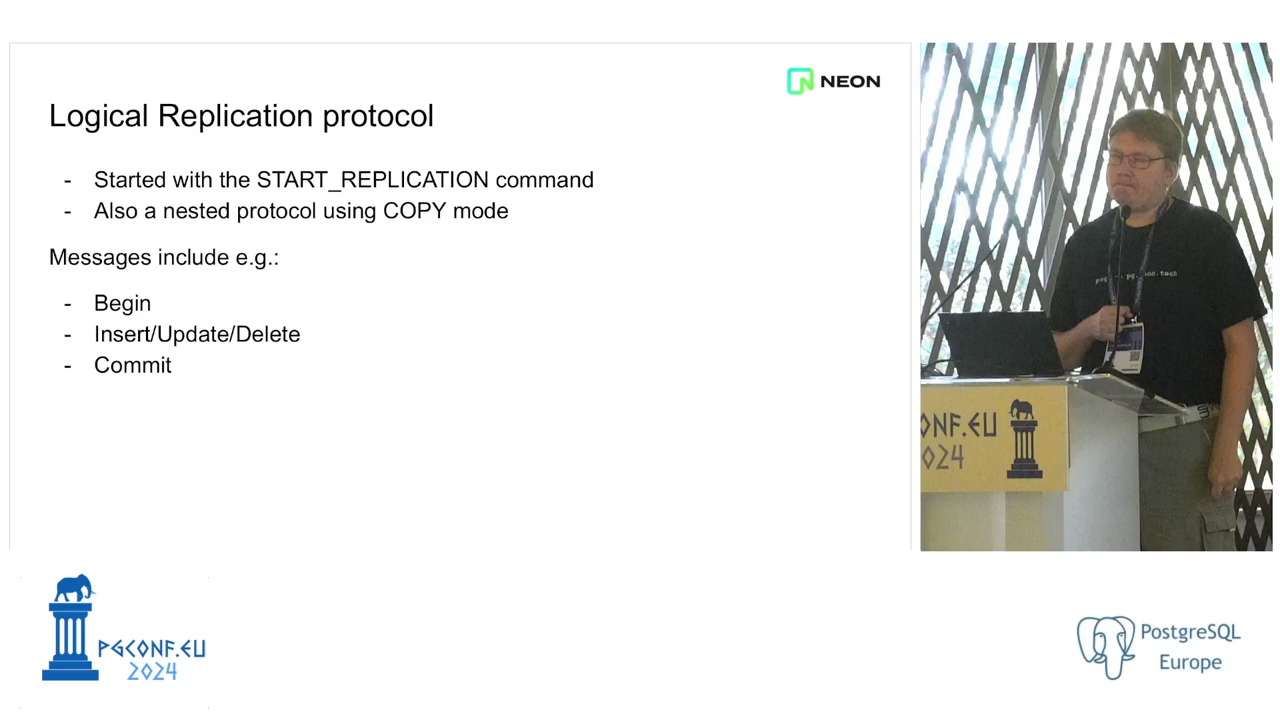 NEON
Logical Replication protocol
- Started with the START_REPLICATION command
- Also a nested protocol using COPY mode
Messages include e.g.:
- Begin
- Insert/Update/Delete
- Commit
ONF.EU
2024
PGCONF.EU
2024
PostgreSQL
Europe